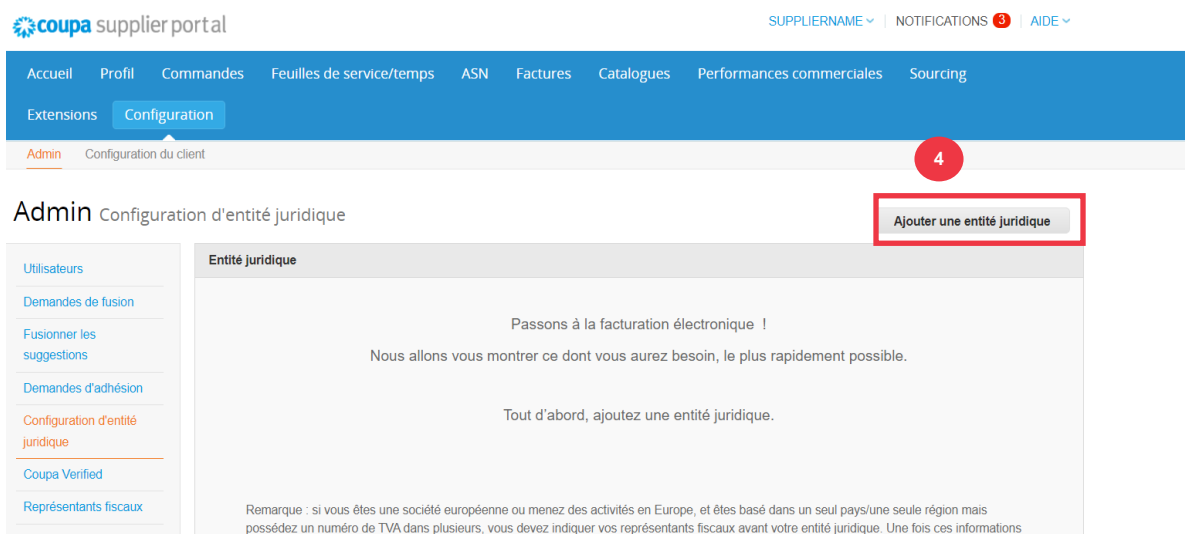 coupa supplier portal
SUPPLIERNAME NOTIFICATIONS 3 AIDE
Accueil Profil Commandes Feuilles de service/temps ASN Factures Catalogues Performances commerciales Sourcing
Extensions Configuration
Admin Configuration du client
4
Admin Configuration d'entité juridique
Ajouter une entité juridique
Utilisateurs
Demandes de fusion
Fusionner les
suggestions
Demandes d'adhésion
Configuration d'entité
juridique
Coupa Verified
Représentants fiscaux
Entité juridique
Passons à la facturation électronique !
Nous allons vous montrer ce dont vous aurez besoin, le plus rapidement possible.
Tout d’abord, ajoutez une entité juridique.
Remarque : si vous êtes une société européenne ou menez des activités en Europe, et êtes basé dans un seul pays/une seule région mais
possédez un numéro de TVA dans plusieurs, vous devez indiquer vos représentants fiscaux avant votre entité juridique. Une fois ces informations